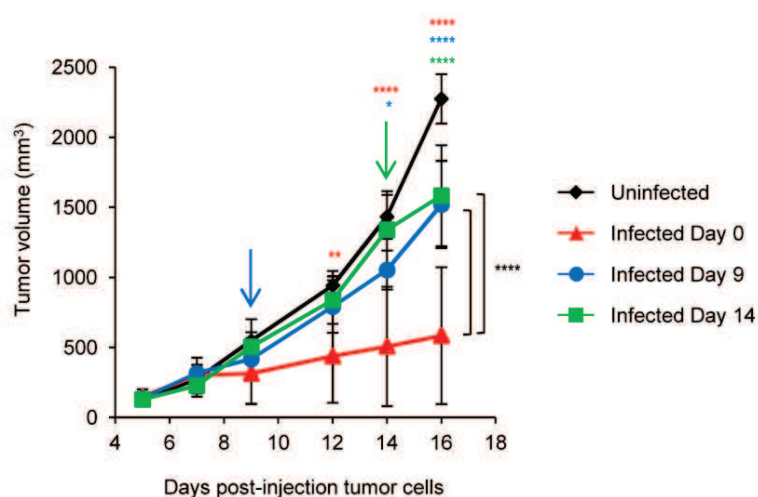 ****
****
****
2500
****
*
2000
Tumor volume (mm³)
Uninfected
1500
Infected Day 0
****
**
1000
Infected Day 9
Infected Day 14
500
0
4 6 8 10 12 14 16 18
Days post-injection tumor cells